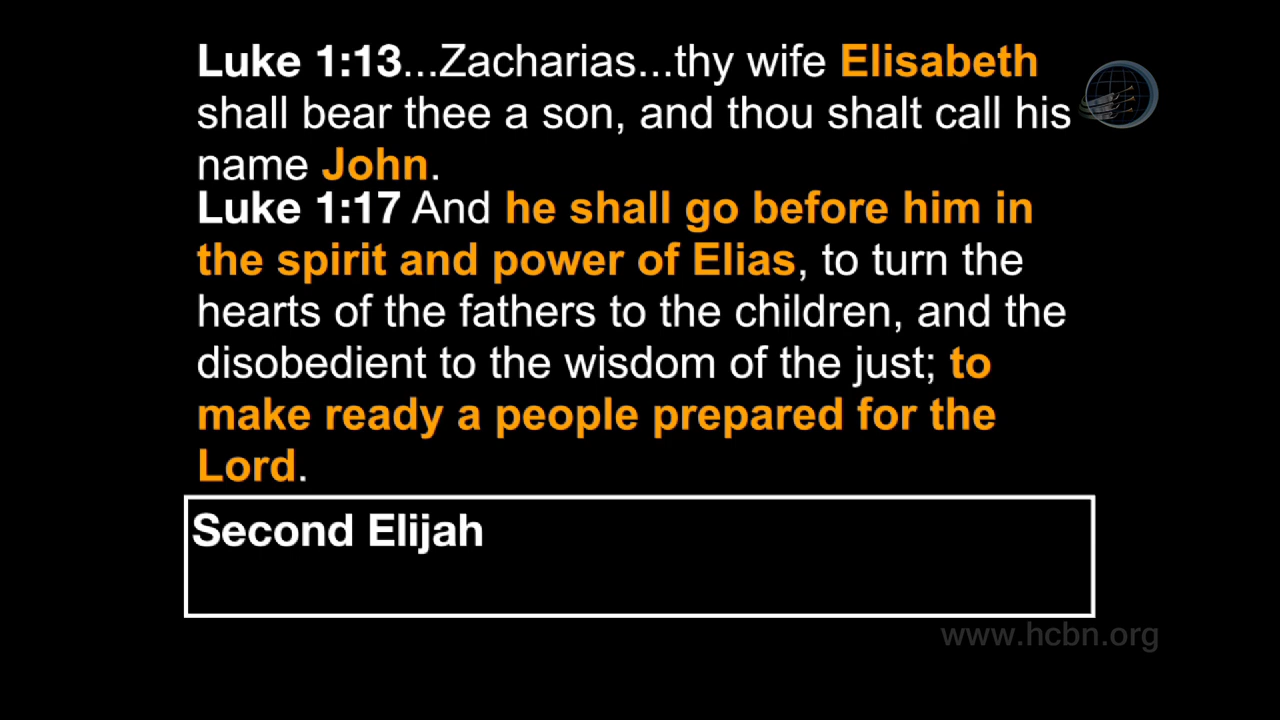 Luke 1:13...Zacharias...thy wife Elisabeth
shall bear thee a son, and thou shalt call his
name John.
Luke 1:17 And he shall go before him in
the spirit and power of Elias, to turn the
hearts of the fathers to the children, and the
disobedient to the wisdom of the just; to
make ready a people prepared for the
Lord.
Second Elijah
www.hcbn.org